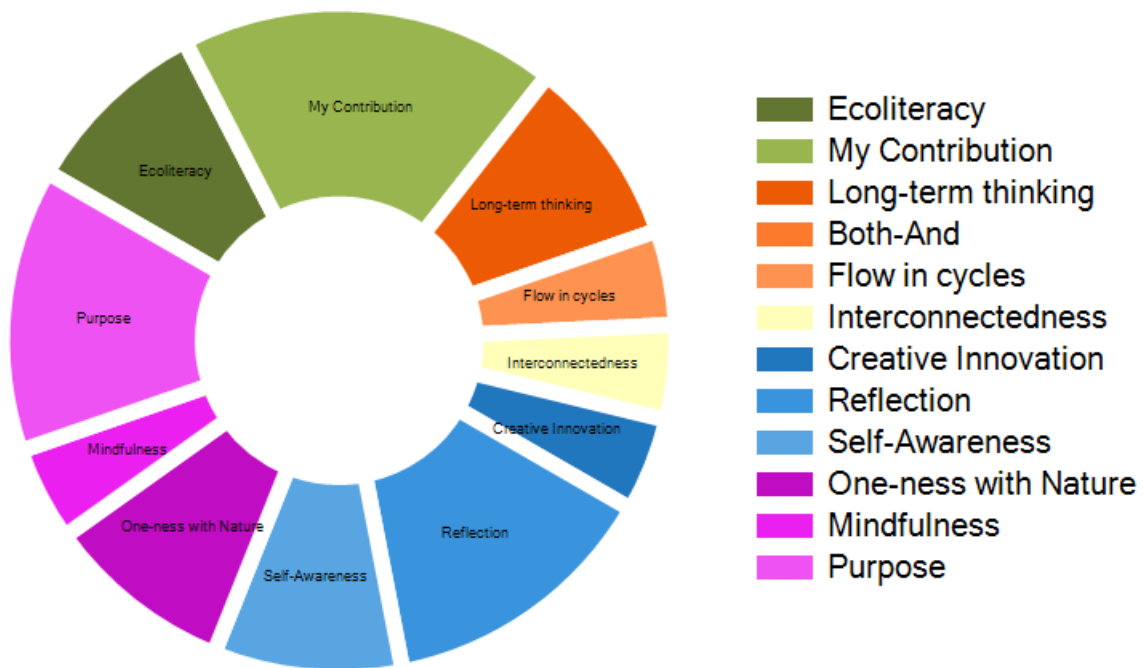 My Contribution
Ecoliteracy
Long-term thinking
Flow in cycles
Purpose
Interconnectedness
Creative Innovation
Mindfulness
One-ness with Nature
Reflection
Self-Awareness
Ecoliteracy
My Contribution
Long-term thinking
Both-And
Flow in cycles
Interconnectedness
Creative Innovation
Reflection
Self-Awareness
One-ness with Nature
Mindfulness
Purpose